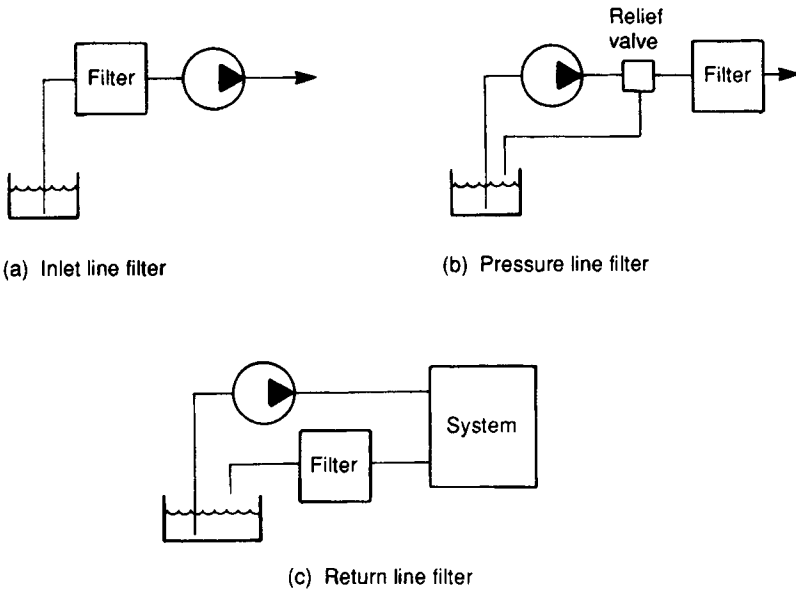 Filter
(a) Inlet line filter
Relief
valve
Filter
(b) Pressure line filter
System
Filter
(c) Return line filter